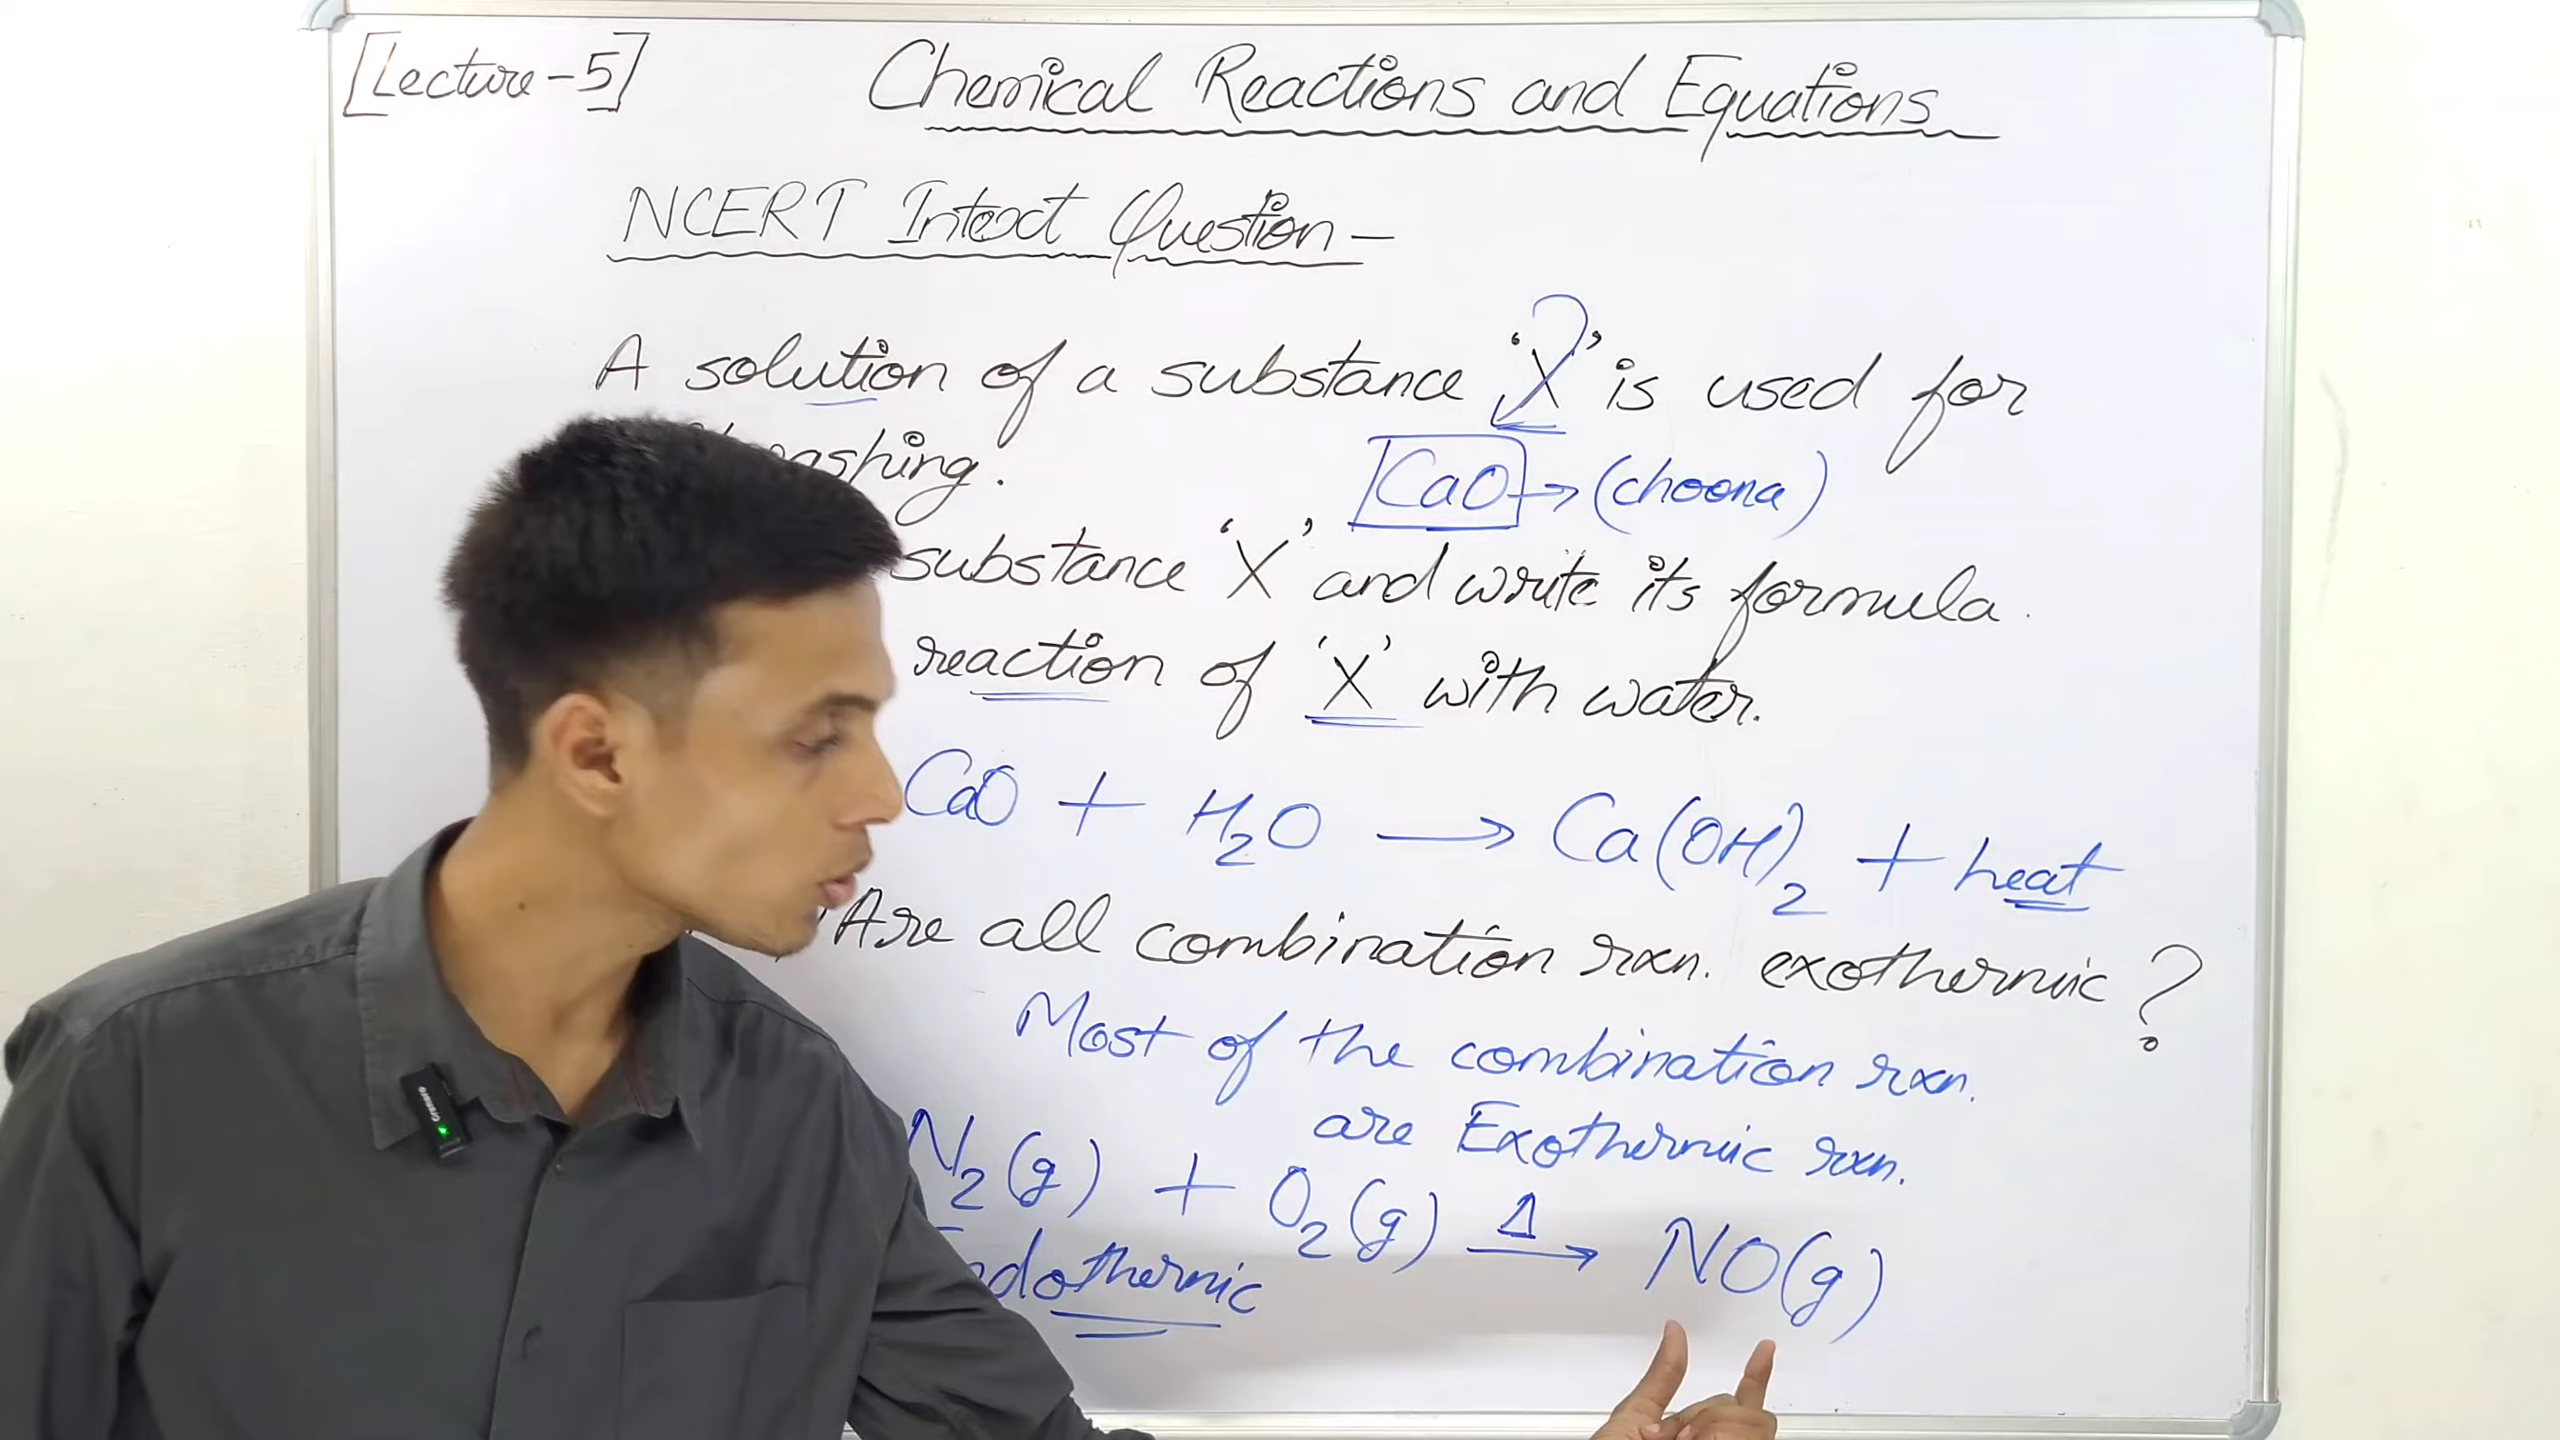 [Lecture-5]
Chemical Reactions and Equations
NCERT Intext Question –
A solution of a substance 'X' is used for
ashing.
CaO → (choona)
substance 'X' and write its formula.
reaction of 'X' with water.
CaO + H₂O → Ca(OH)₂ + heat
Are all combination rxn. exothermic ?
Most of the combination rxn.
are Exothermic rxn.
N₂(g) + O₂(g) Δ→ NO(g)
Endothermic